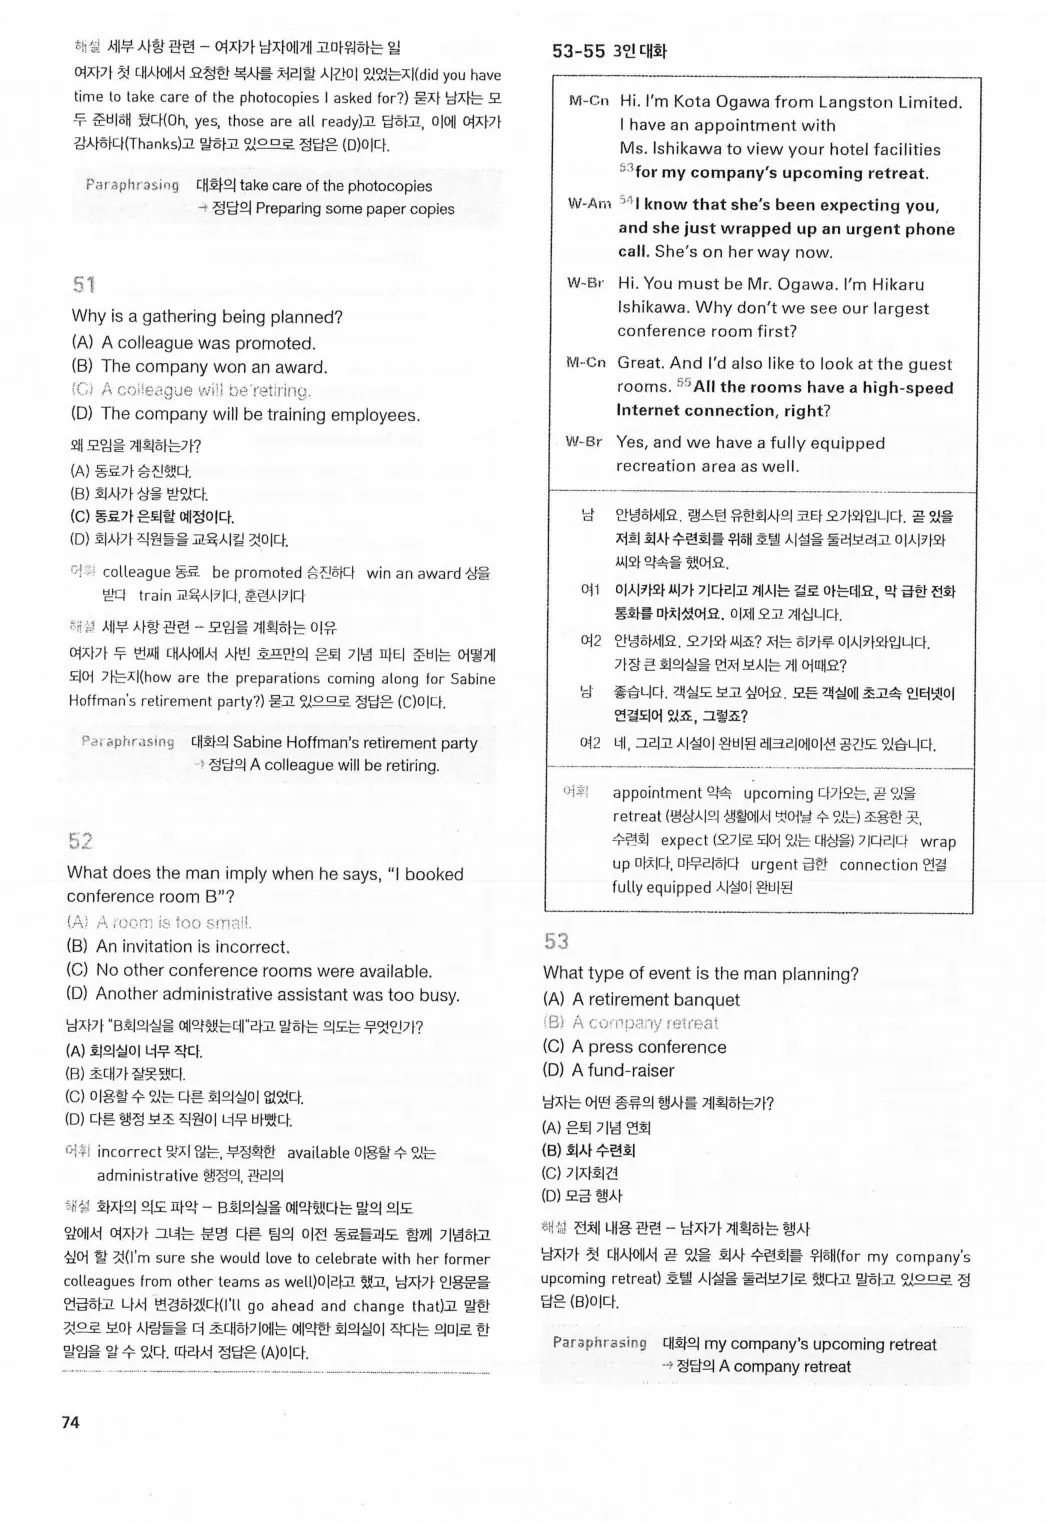 해설 세부 사항 관련 – 여자가 남자에게 고마워하는 일
여자가 첫 대사에서 요청한 복사를 처리할 시간이 있었는지(did you have
time to take care of the photocopies I asked for?) 묻자 남자는 모
두 준비해 뒀다(Oh, yes, those are all ready)고 답하고, 이에 여자가
감사하다(Thanks)고 말하고 있으므로 정답은 (D)이다.
Paraphrasing 대화의 take care of the photocopies
→ 정답의 Preparing some paper copies
51
Why is a gathering being planned?
(A) A colleague was promoted.
(B) The company won an award.
(C) A colleague will be retiring.
(D) The company will be training employees.
왜 모임을 계획하는가?
(A) 동료가 승진했다.
(B) 회사가 상을 받았다.
(C) 동료가 은퇴할 예정이다.
(D) 회사가 직원들을 교육시킬 것이다.
어휘 colleague 동료 be promoted 승진하다 win an award 상을
받다 train 교육시키다, 훈련시키다
해설 세부 사항 관련 – 모임을 계획하는 이유
여자가 두 번째 대사에서 사빈 호프만의 은퇴 기념 파티 준비는 어떻게
되어 가는지(how are the preparations coming along for Sabine
Hoffman's retirement party?) 묻고 있으므로 정답은 (C)이다.
Paraphrasing 대화의 Sabine Hoffman's retirement party
→ 정답의 A colleague will be retiring.
52
What does the man imply when he says, "I booked
conference room B"?
(A) A room is too small.
(B) An invitation is incorrect.
(C) No other conference rooms were available.
(D) Another administrative assistant was too busy.
남자가 "B회의실을 예약했는데"라고 말하는 의도는 무엇인가?
(A) 회의실이 너무 작다.
(B) 초대가 잘못됐다.
(C) 이용할 수 있는 다른 회의실이 없었다.
(D) 다른 행정 보조 직원이 너무 바빴다.
어휘 incorrect 맞지 않는, 부정확한 available 이용할 수 있는
administrative 행정의, 관리의
해설 화자의 의도 파악 – B회의실을 예약했다는 말의 의도
앞에서 여자가 그녀는 분명 다른 팀의 이전 동료들과도 함께 기념하고
싶어 할 것(I'm sure she would love to celebrate with her former
colleagues from other teams as well)이라고 했고, 남자가 인용문을
언급하고 나서 변경하겠다(I'll go ahead and change that)고 말한
것으로 보아 사람들을 더 초대하기에는 예약한 회의실이 작다는 의미로 한
말임을 알 수 있다. 따라서 정답은 (A)이다.
74
53-55 3인 대화
M-Cn Hi. I'm Kota Ogawa from Langston Limited.
I have an appointment with
Ms. Ishikawa to view your hotel facilities
53for my company's upcoming retreat.
W-Am 54I know that she's been expecting you,
and she just wrapped up an urgent phone
call. She's on her way now.
W-Br Hi. You must be Mr. Ogawa. I'm Hikaru
Ishikawa. Why don't we see our largest
conference room first?
M-Cn Great. And I'd also like to look at the guest
rooms. 55All the rooms have a high-speed
Internet connection, right?
W-Br Yes, and we have a fully equipped
recreation area as well.
남 안녕하세요. 랭스턴 유한회사의 코타 오가와입니다. 곧 있을
저희 회사 수련회를 위해 호텔 시설을 둘러보려고 이시카와
씨와 약속을 했어요.
여1 이시카와 씨가 기다리고 계시는 걸로 아는데요, 막 급한 전화
통화를 마치셨어요. 이제 오고 계십니다.
여2 안녕하세요. 오가와 씨죠? 저는 히카루 이시카와입니다.
가장 큰 회의실을 먼저 보시는 게 어때요?
남 좋습니다. 객실도 보고 싶어요. 모든 객실에 초고속 인터넷이
연결되어 있죠, 그렇죠?
여2 네, 그리고 시설이 완비된 레크리에이션 공간도 있습니다.
어휘 appointment 약속 upcoming 다가오는, 곧 있을
retreat (평상시의 생활에서 벗어날 수 있는) 조용한 곳,
수련회 expect (오기로 되어 있는 대상을) 기다리다 wrap
up 마치다, 마무리하다 urgent 급한 connection 연결
fully equipped 시설이 완비된
53
What type of event is the man planning?
(A) A retirement banquet
(B) A company retreat
(C) A press conference
(D) A fund-raiser
남자는 어떤 종류의 행사를 계획하는가?
(A) 은퇴 기념 연회
(B) 회사 수련회
(C) 기자회견
(D) 모금 행사
해설 전체 내용 관련 – 남자가 계획하는 행사
남자가 첫 대사에서 곧 있을 회사 수련회를 위해(for my company's
upcoming retreat) 호텔 시설을 둘러보기로 했다고 말하고 있으므로 정
답은 (B)이다.
Paraphrasing 대화의 my company's upcoming retreat
→ 정답의 A company retreat